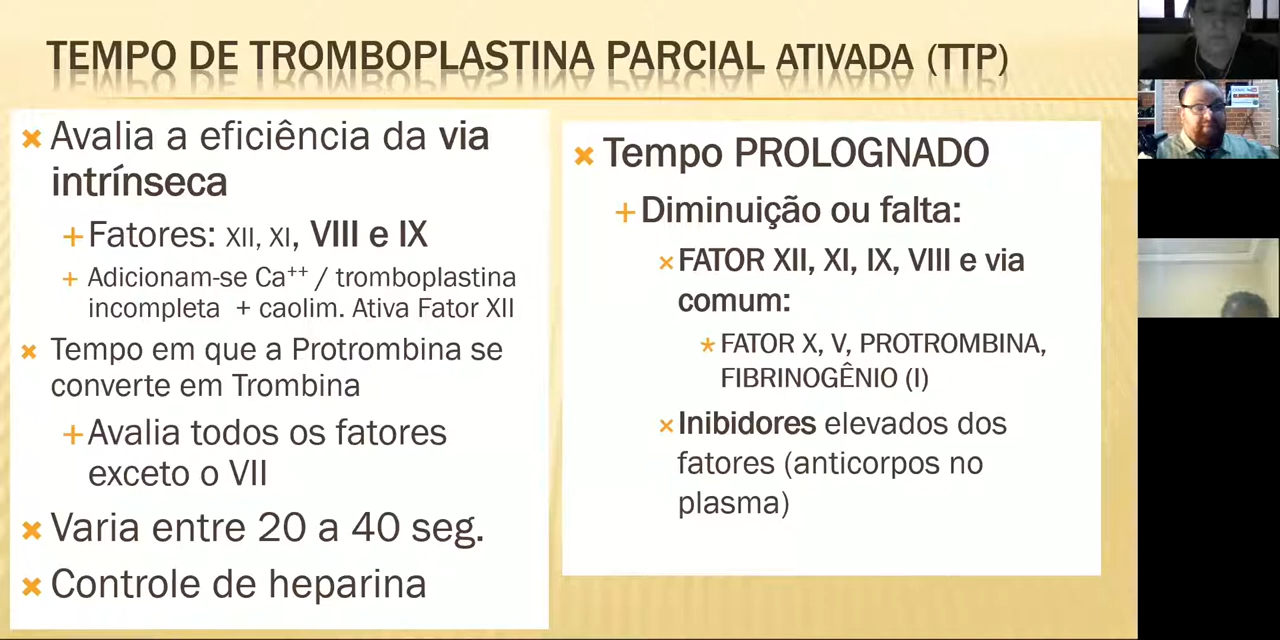 TEMPO DE TROMBOPLASTINA PARCIAL ATIVADA (TTP)
Avalia a eficiência da via
intrínseca
Fatores: XII, XI, VIII e IX
Adicionam-se Ca++ / tromboplastina
incompleta + caolim. Ativa Fator XII
Tempo em que a Protrombina se
converte em Trombina
Avalia todos os fatores
exceto o VII
Varia entre 20 a 40 seg.
Controle de heparina
Tempo PROLOGNADO
Diminuição ou falta:
FATOR XII, XI, IX, VIII e via
comum:
FATOR X, V, PROTROMBINA,
FIBRINOGÊNIO (I)
Inibidores elevados dos
fatores (anticorpos no
plasma)